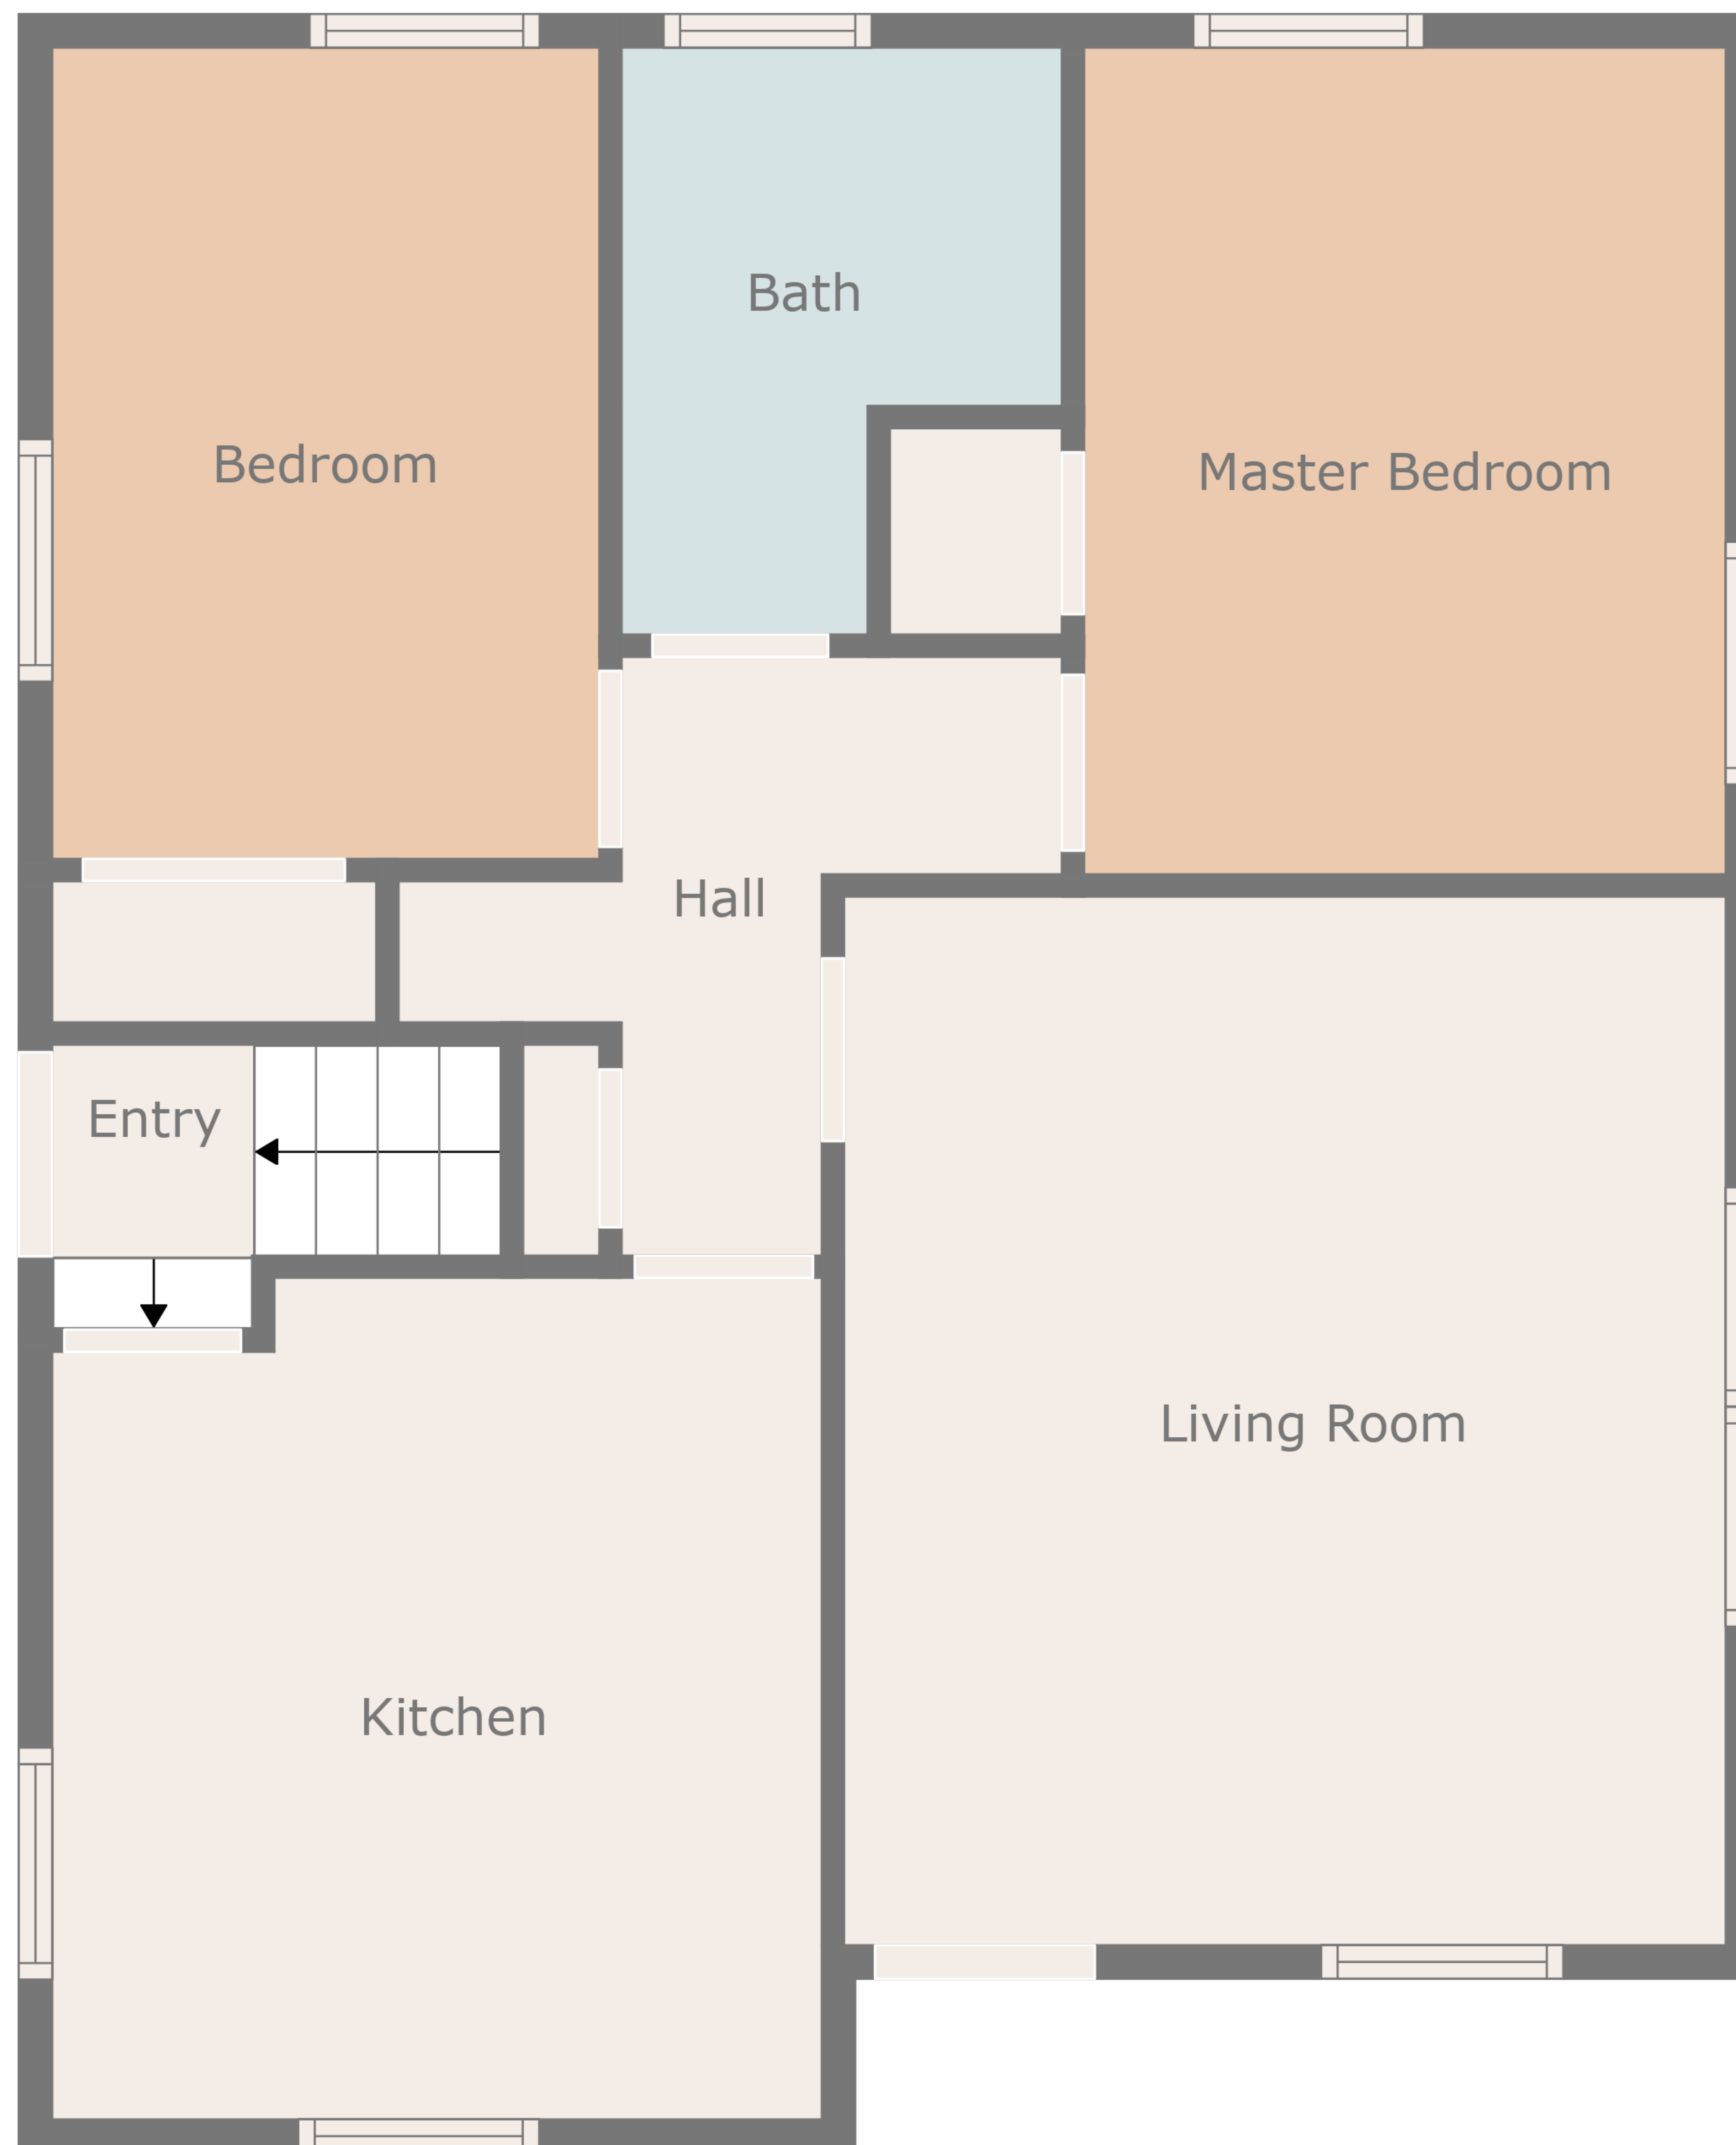 Bath
Bedroom
Master Bedroom
Hall
Entry
Living Room
Kitchen